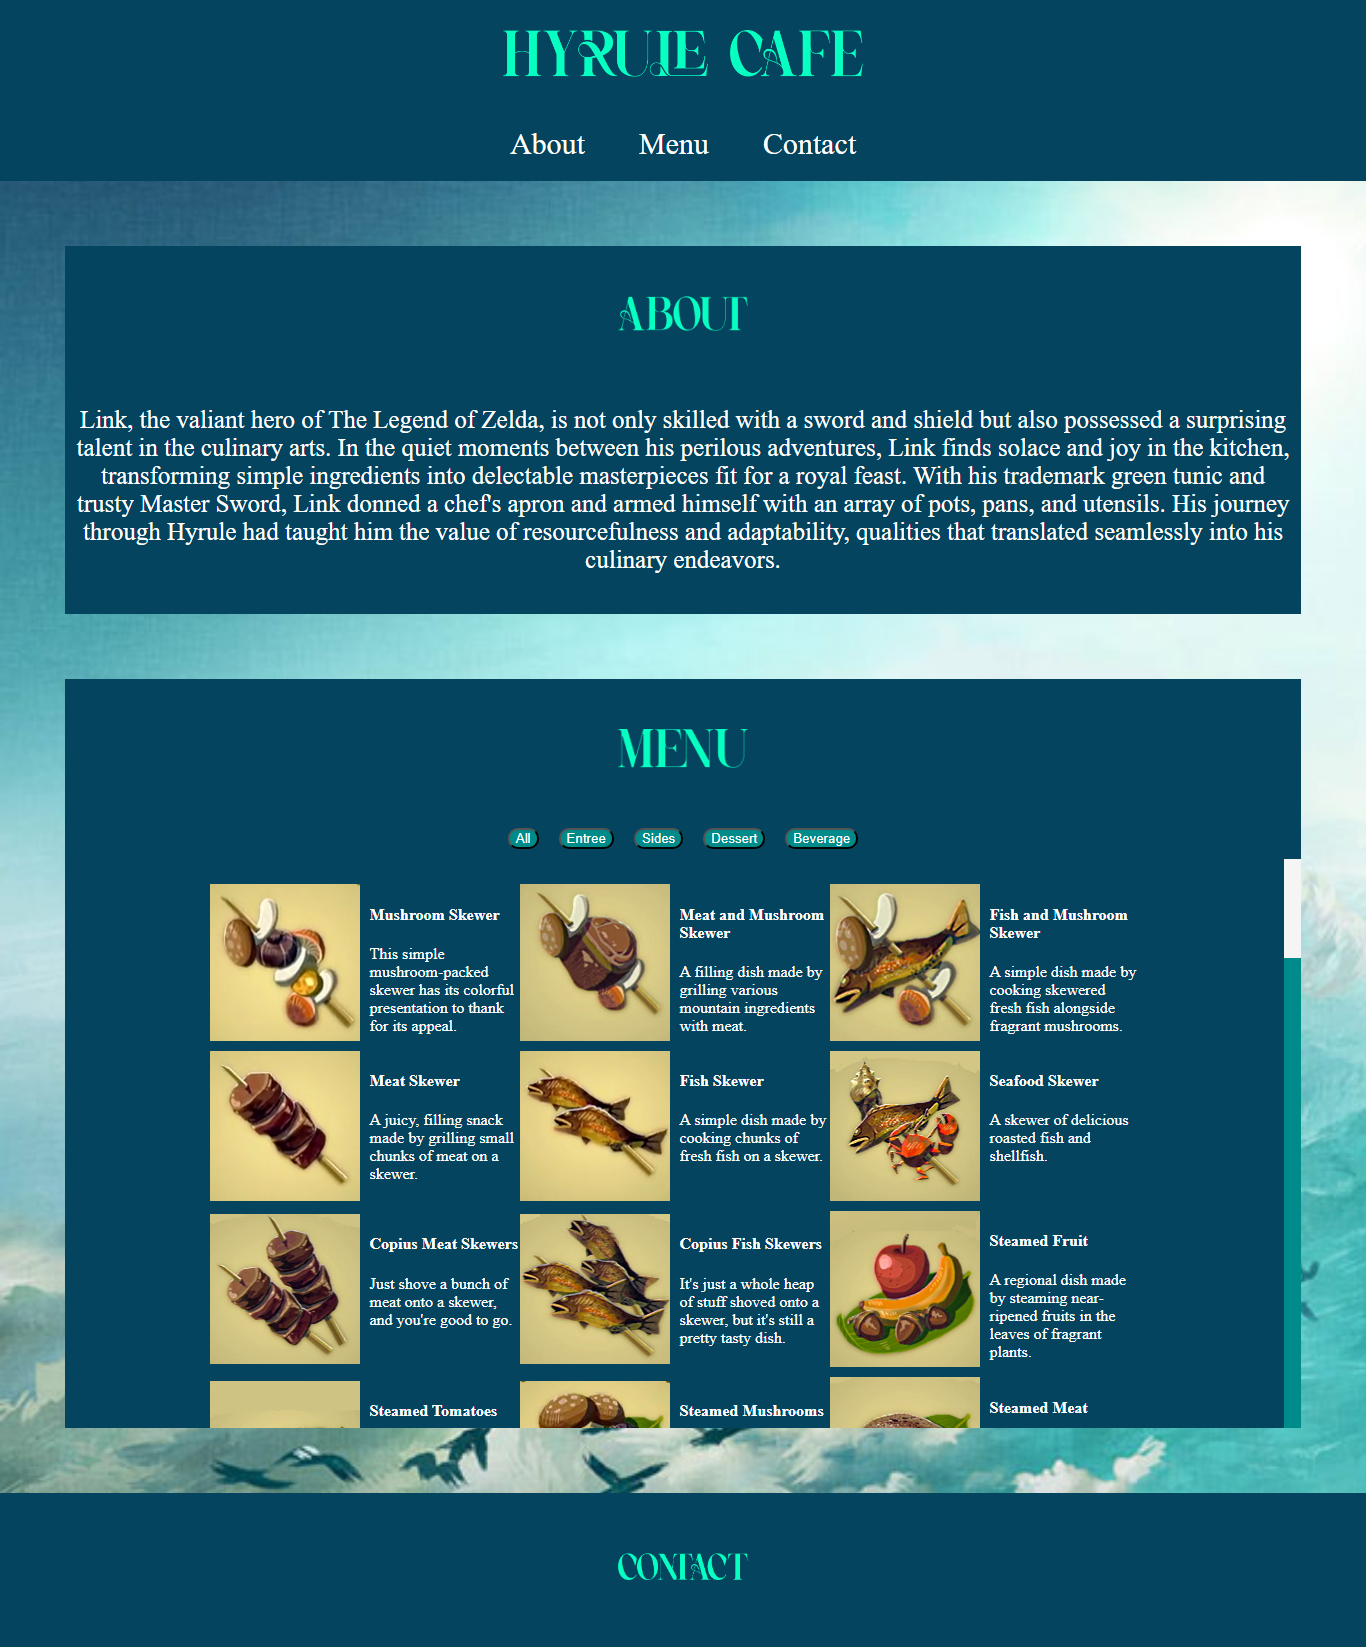 HYRULE CAFE
About Menu Contact
ABOUT
Link, the valiant hero of The Legend of Zelda, is not only skilled with a sword and shield but also possessed a surprising
talent in the culinary arts. In the quiet moments between his perilous adventures, Link finds solace and joy in the kitchen,
transforming simple ingredients into delectable masterpieces fit for a royal feast. With his trademark green tunic and
trusty Master Sword, Link donned a chef's apron and armed himself with an array of pots, pans, and utensils. His journey
through Hyrule had taught him the value of resourcefulness and adaptability, qualities that translated seamlessly into his
culinary endeavors.
MENU
All Entree Sides Dessert Beverage
Mushroom Skewer
This simple
mushroom-packed
skewer has its colorful
presentation to thank
for its appeal.
Meat and Mushroom
Skewer
A filling dish made by
grilling various
mountain ingredients
with meat.
Fish and Mushroom
Skewer
A simple dish made by
cooking skewered
fresh fish alongside
fragrant mushrooms.
Meat Skewer
A juicy, filling snack
made by grilling small
chunks of meat on a
skewer.
Fish Skewer
A simple dish made by
cooking chunks of
fresh fish on a skewer.
Seafood Skewer
A skewer of delicious
roasted fish and
shellfish.
Copius Meat Skewers
Just shove a bunch of
meat onto a skewer,
and you're good to go.
Copius Fish Skewers
It's just a whole heap
of stuff shoved onto a
skewer, but it's still a
pretty tasty dish.
Steamed Fruit
A regional dish made
by steaming near-
ripened fruits in the
leaves of fragrant
plants.
Steamed Tomatoes
Steamed Mushrooms
Steamed Meat
CONTACT